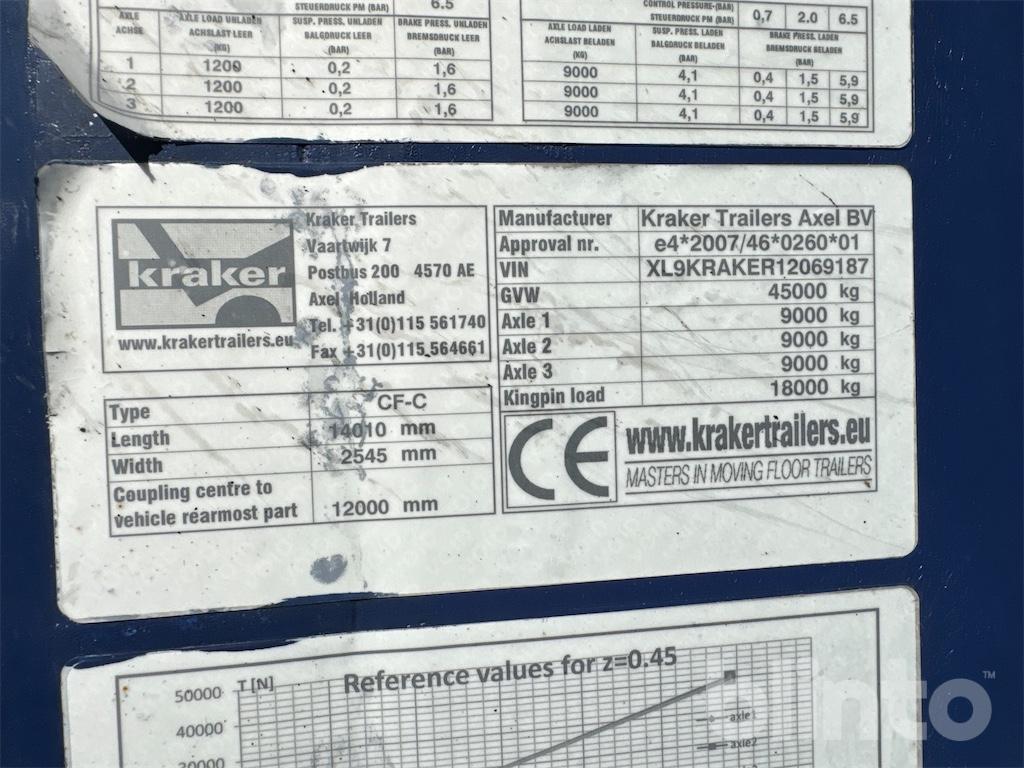 STEUERDRUCK PM (BAR) 6.5
AXLE AXLE LOAD UNLADEN SUSP. PRESS. UNLADEN BRAKE PRESS. UNLADEN
ACHSE ACHSLAST LEER BALGDRUCK LEER BREMSDRUCK LEER
(KG) (BAR) (BAR)
1 1200 0,2 1,6
2 1200 0,2 1,6
3 1200 0,2 1,6
CONTROL PRESSURE-(BAR)
STEUERDRUCK PM (BAR) 0,7 2.0 6.5
AXLE LOAD LADEN SUSP. PRESS. LADEN BRAKE PRESS. LADEN
ACHSLAST BELADEN BALGDRUCK BELADEN BREMSDRUCK BELADEN
(KG) (BAR) (BAR)
9000 4,1 0,4 1,5 5,9
9000 4,1 0,4 1,5 5,9
9000 4,1 0,4 1,5 5,9
kraker
www.krakertrailers.eu
Kraker Trailers
Vaartwijk 7
Postbus 200 4570 AE
Axel Holland
Tel. +31(0)115 561740
Fax +31(0)115 564661
Type CF-C
Length 14010 mm
Width 2545 mm
Coupling centre to
vehicle rearmost part 12000 mm
Manufacturer Kraker Trailers Axel BV
Approval nr. e4*2007/46*0260*01
VIN XL9KRAKER12069187
GVW 45000 kg
Axle 1 9000 kg
Axle 2 9000 kg
Axle 3 9000 kg
Kingpin load 18000 kg
CE
www.krakertrailers.eu
MASTERS IN MOVING FLOOR TRAILERS
Reference values for z=0.45
T [N]
50000
40000
30000
axle1
axle2
klinto™